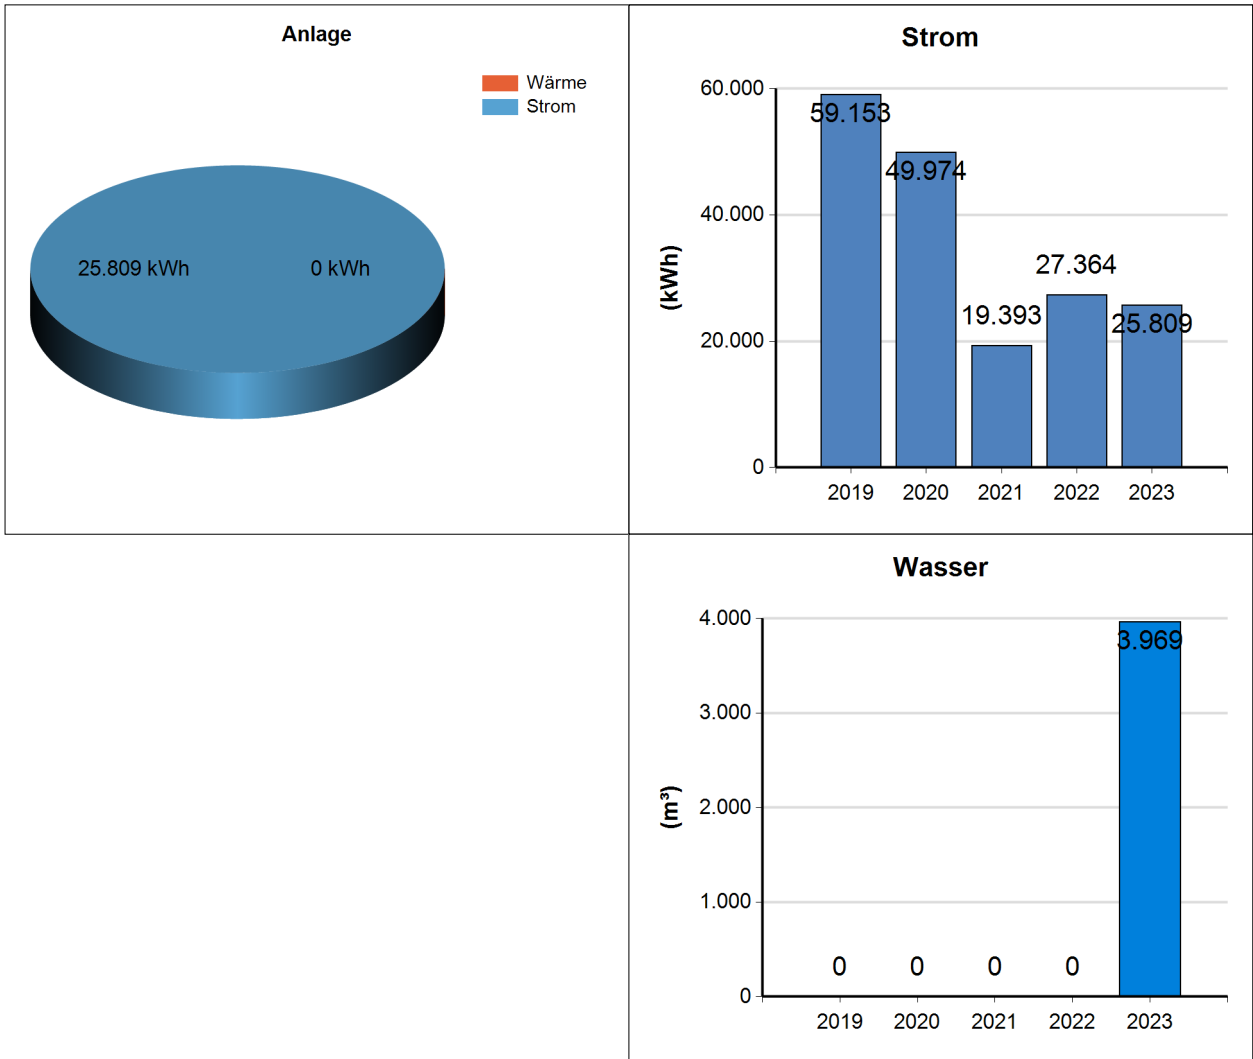 Anlage
Wärme
Strom
25.809 kWh
0 kWh
Strom
(kWh)
60.000
40.000
20.000
0
59.153
49.974
19.393
27.364
25.809
2019 2020 2021 2022 2023
Wasser
(m³)
4.000
3.000
2.000
1.000
0
0 0 0 0
3.969
2019 2020 2021 2022 2023